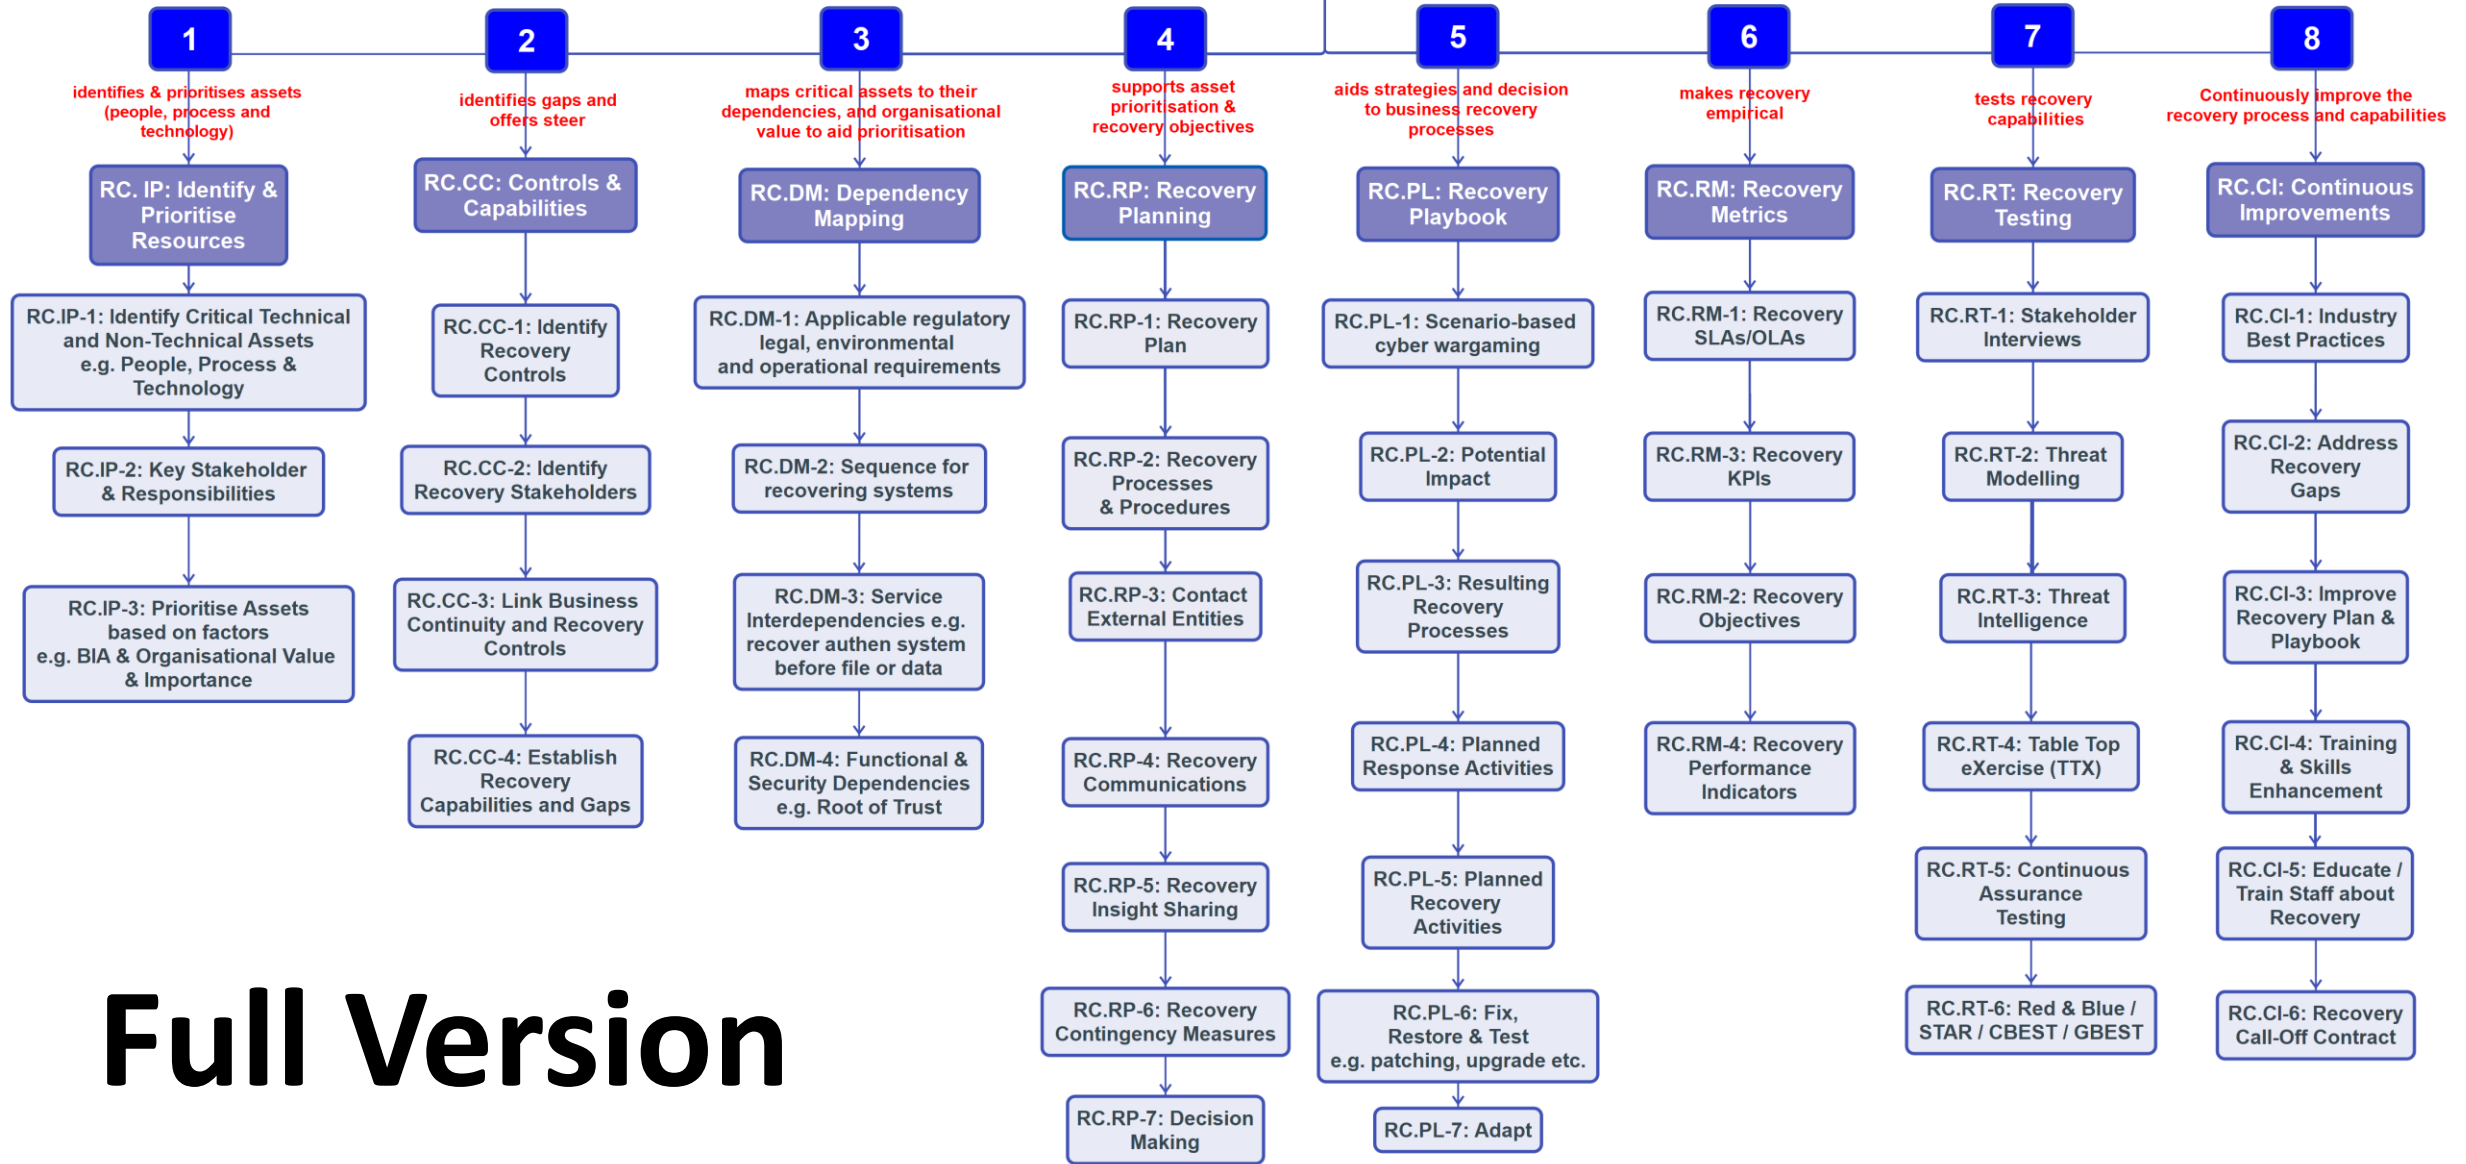 1
identifies & prioritises assets
(people, process and
technology)
RC. IP: Identify &
Prioritise
Resources
RC.IP-1: Identify Critical Technical
and Non-Technical Assets
e.g. People, Process &
Technology
RC.IP-2: Key Stakeholder
& Responsibilities
RC.IP-3: Prioritise Assets
based on factors
e.g. BIA & Organisational Value
& Importance
2
identifies gaps and
offers steer
RC.CC: Controls &
Capabilities
RC.CC-1: Identify
Recovery
Controls
RC.CC-2: Identify
Recovery Stakeholders
RC.CC-3: Link Business
Continuity and Recovery
Controls
RC.CC-4: Establish
Recovery
Capabilities and Gaps
3
maps critical assets to their
dependencies, and organisational
value to aid prioritisation
RC.DM: Dependency
Mapping
RC.DM-1: Applicable regulatory
legal, environmental
and operational requirements
RC.DM-2: Sequence for
recovering systems
RC.DM-3: Service
Interdependencies e.g.
recover authen system
before file or data
RC.DM-4: Functional &
Security Dependencies
e.g. Root of Trust
4
supports asset
prioritisation &
recovery objectives
RC.RP: Recovery
Planning
RC.RP-1: Recovery
Plan
RC.RP-2: Recovery
Processes
& Procedures
RC.RP-3: Contact
External Entities
RC.RP-4: Recovery
Communications
RC.RP-5: Recovery
Insight Sharing
RC.RP-6: Recovery
Contingency Measures
RC.RP-7: Decision
Making
5
aids strategies and decision
to business recovery
processes
RC.PL: Recovery
Playbook
RC.PL-1: Scenario-based
cyber wargaming
RC.PL-2: Potential
Impact
RC.PL-3: Resulting
Recovery
Processes
RC.PL-4: Planned
Response Activities
RC.PL-5: Planned
Recovery
Activities
RC.PL-6: Fix,
Restore & Test
e.g. patching, upgrade etc.
RC.PL-7: Adapt
6
makes recovery
empirical
RC.RM: Recovery
Metrics
RC.RM-1: Recovery
SLAs/OLAs
RC.RM-3: Recovery
KPIs
RC.RM-2: Recovery
Objectives
RC.RM-4: Recovery
Performance
Indicators
7
tests recovery
capabilities
RC.RT: Recovery
Testing
RC.RT-1: Stakeholder
Interviews
RC.RT-2: Threat
Modelling
RC.RT-3: Threat
Intelligence
RC.RT-4: Table Top
eXercise (TTX)
RC.RT-5: Continuous
Assurance
Testing
RC.RT-6: Red & Blue /
STAR / CBEST / GBEST
8
Continuously improve the
recovery process and capabilities
RC.CI: Continuous
Improvements
RC.CI-1: Industry
Best Practices
RC.CI-2: Address
Recovery
Gaps
RC.CI-3: Improve
Recovery Plan &
Playbook
RC.CI-4: Training
& Skills
Enhancement
RC.CI-5: Educate /
Train Staff about
Recovery
RC.CI-6: Recovery
Call-Off Contract
Full Version